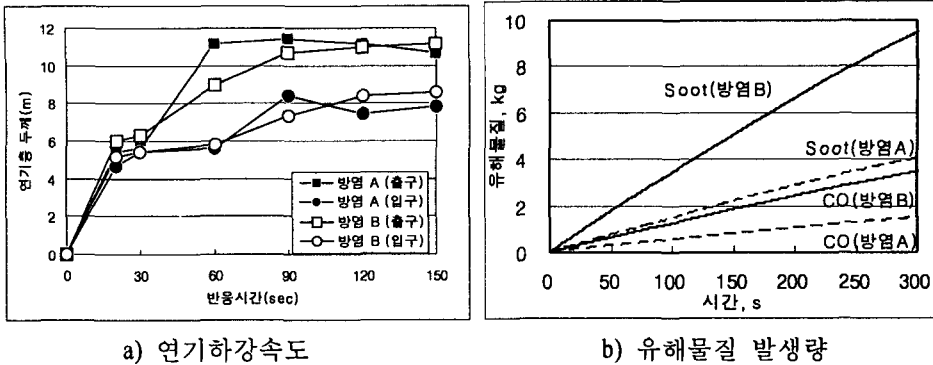 12
10
8
6
4
2
0
연기층 두께(m)
0 20 30 60 90 120 150
반응시간(sec)
방염 A (출구)
방염 A (입구)
방염 B (출구)
방염 B (입구)
a) 연기하강속도
10
8
6
4
2
0
유해물질, kg
Soot(방염B)
Soot(방염A)
CO(방염B)
CO(방염A)
0 50 100 150 200 250 300
시간, s
b) 유해물질 발생량